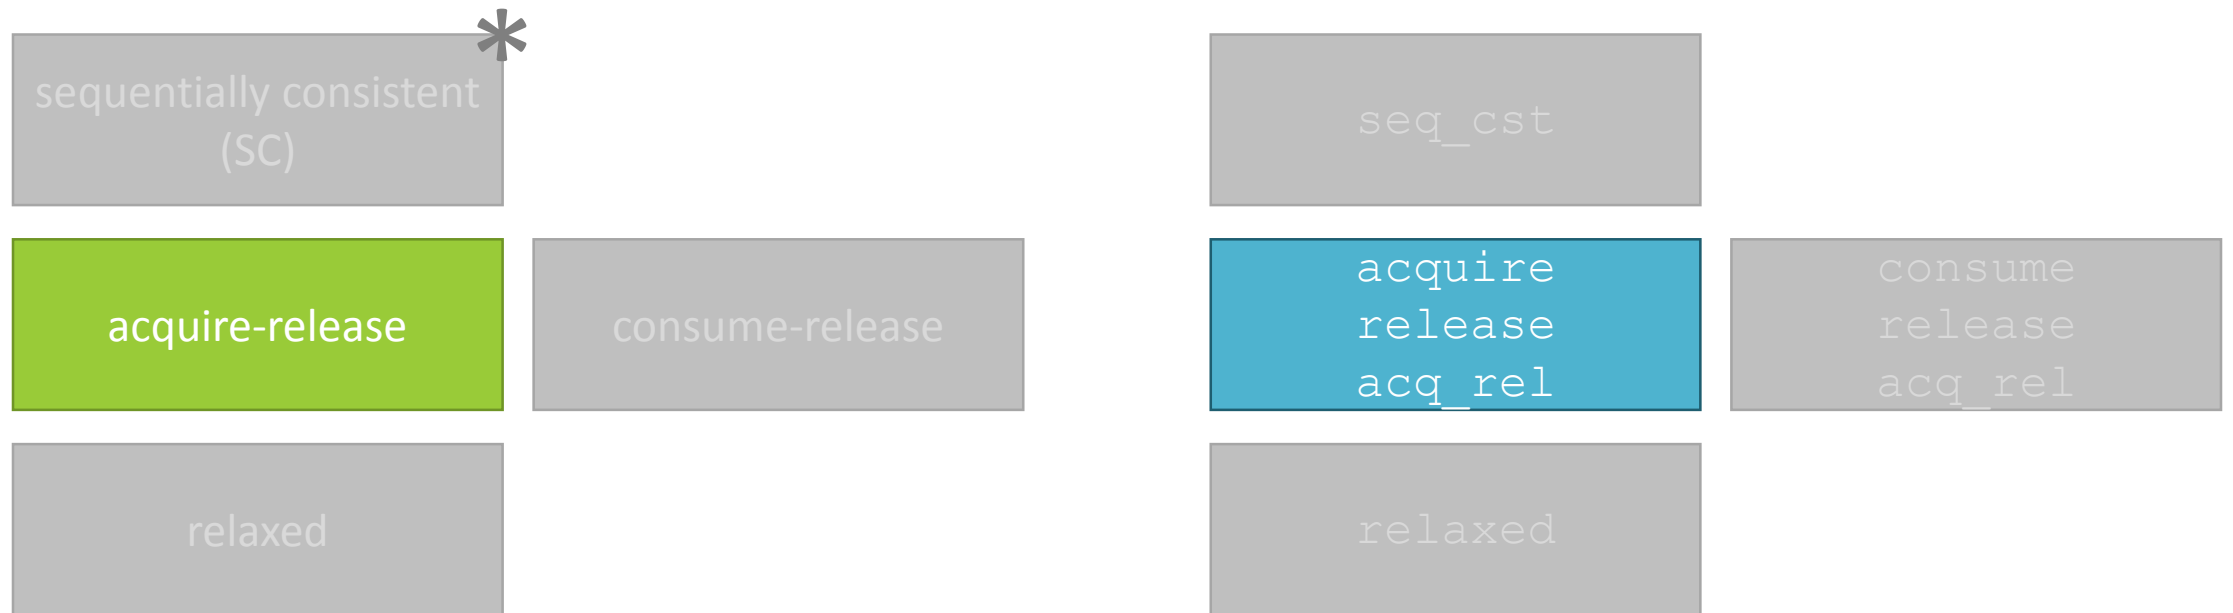 *
sequentially consistent
(SC)
acquire-release
consume-release
relaxed
seq_cst
acquire
release
acq_rel
consume
release
acq_rel
relaxed